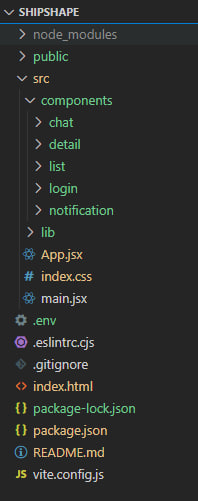 SHIPSHAPE
node_modules
public
src
components
chat
detail
list
login
notification
lib
App.jsx
# index.css
main.jsx
.env
.eslintrc.cjs
.gitignore
<> index.html
{} package-lock.json
{} package.json
README.md
JS vite.config.js